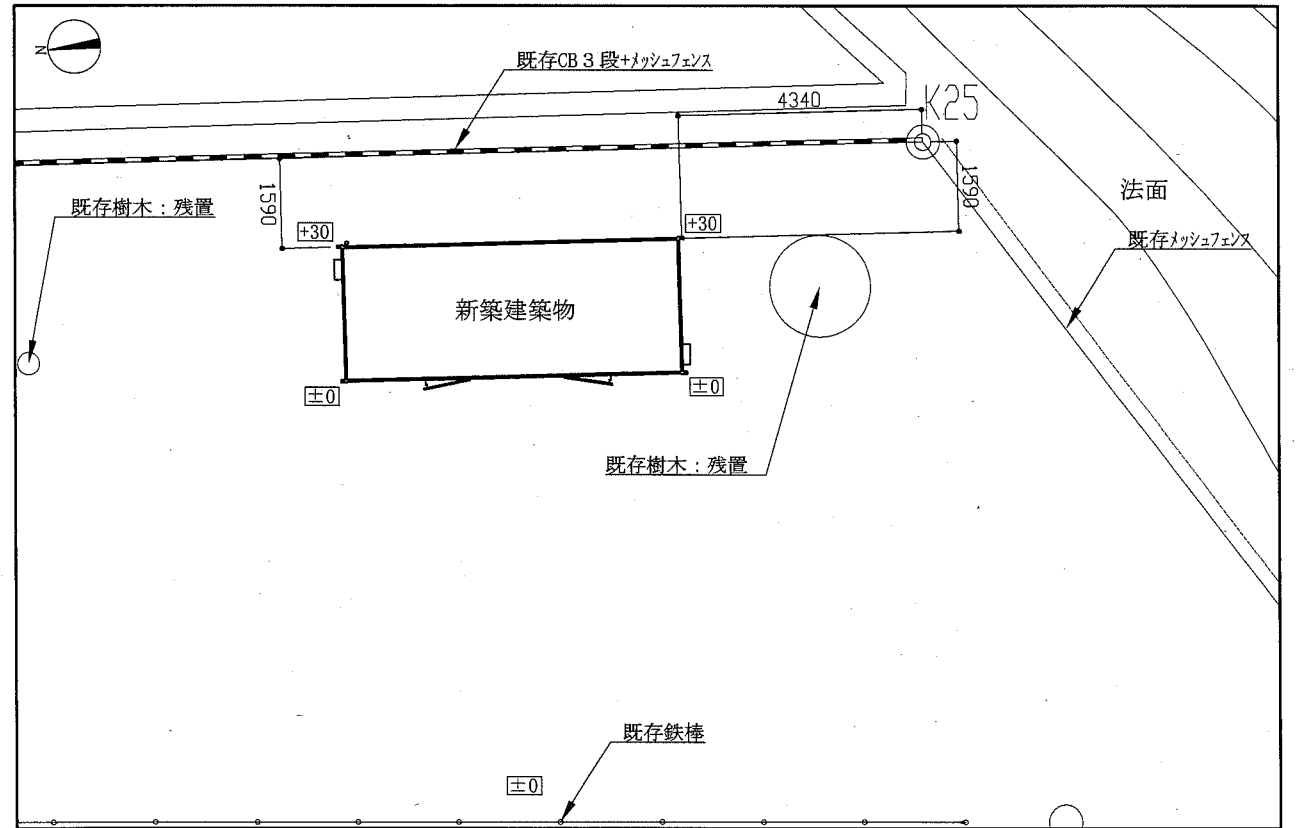 N
既存CB３段+メッシュフェンス
4340
K25
1590
1590
法面
既存樹木：残置
+30
+30
既存メッシュフェンス
新築建築物
±0
±0
既存樹木：残置
既存鉄棒
±0